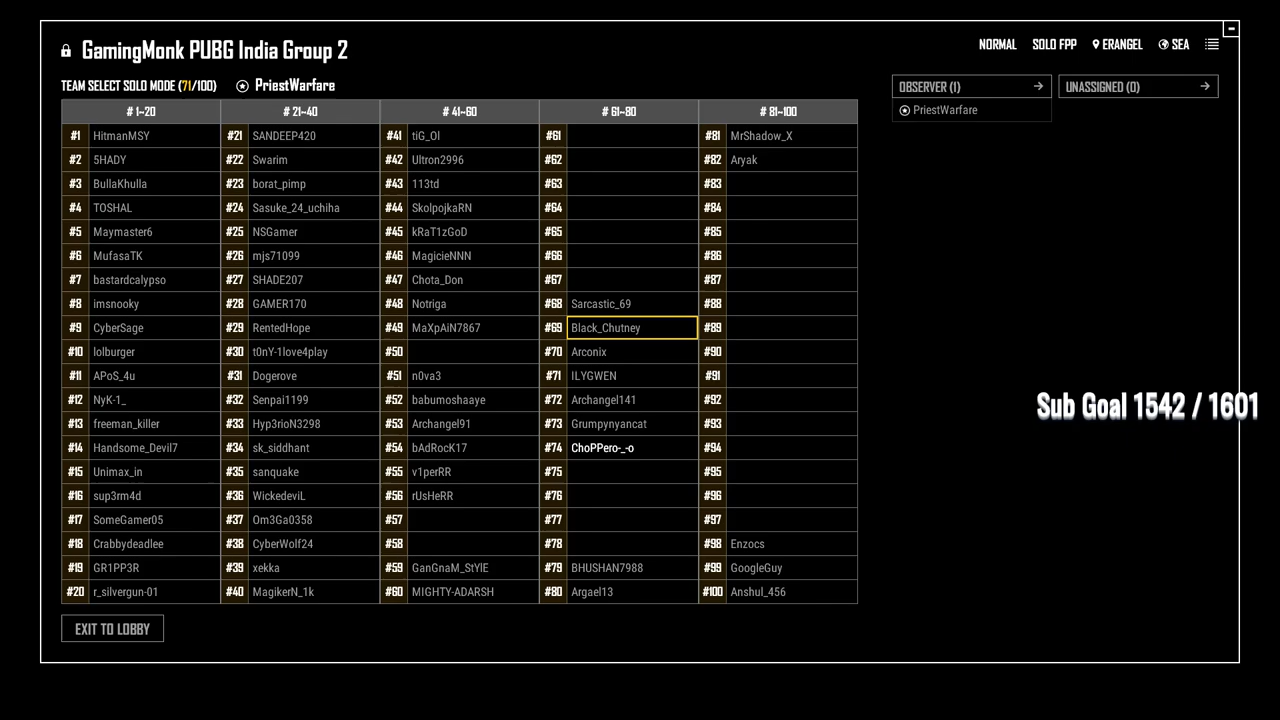 GamingMonk PUBG India Group 2
NORMAL SOLO FPP ERANGEL SEA
TEAM SELECT SOLO MODE (71/100) PriestWarfare
OBSERVER (1) UNASSIGNED (0)
PriestWarfare
# 1~20 # 21~40 # 41~60 # 61~80 # 81~100
#1 HitmanMSY #21 SANDEEP420 #41 tiG_Ol #61 #81 MrShadow_X
#2 5HADY #22 Swarim #42 Ultron2996 #62 #82 Aryak
#3 BullaKhulla #23 borat_pimp #43 113td #63 #83
#4 TOSHAL #24 Sasuke_24_uchiha #44 SkolpojkaRN #64 #84
#5 Maymaster6 #25 NSGamer #45 kRaT1zGoD #65 #85
#6 MufasaTK #26 mjs71099 #46 MagicieNNN #66 #86
#7 bastardcalypso #27 SHADE207 #47 Chota_Don #67 #87
#8 imsnooky #28 GAMER170 #48 Notriga #68 Sarcastic_69 #88
#9 CyberSage #29 RentedHope #49 MaXpAiN7867 #69 Black_Chutney #89
#10 lolburger #30 t0nY-1love4play #50 #70 Arconix #90
#11 APoS_4u #31 Dogerove #51 n0va3 #71 ILYGWEN #91
#12 NyK-1_ #32 Senpai1199 #52 babumoshaaye #72 Archangel141 #92
#13 freeman_killer #33 Hyp3rioN3298 #53 Archangel91 #73 Grumpynyancat #93
#14 Handsome_Devil7 #34 sk_siddhant #54 bAdRocK17 #74 ChoPPero-_-o #94
#15 Unimax_in #35 sanquake #55 v1perRR #75 #95
#16 sup3rm4d #36 WickedeviL #56 rUsHeRR #76 #96
#17 SomeGamer05 #37 Om3Ga0358 #57 #77 #97
#18 Crabbydeadlee #38 CyberWolf24 #58 #78 #98 Enzocs
#19 GR1PP3R #39 xekka #59 GanGnaM_StYlE #79 BHUSHAN7988 #99 GoogleGuy
#20 r_silvergun-01 #40 MagikerN_1k #60 MIGHTY-ADARSH #80 Argael13 #100 Anshul_456
Sub Goal 1542 / 1601
EXIT TO LOBBY